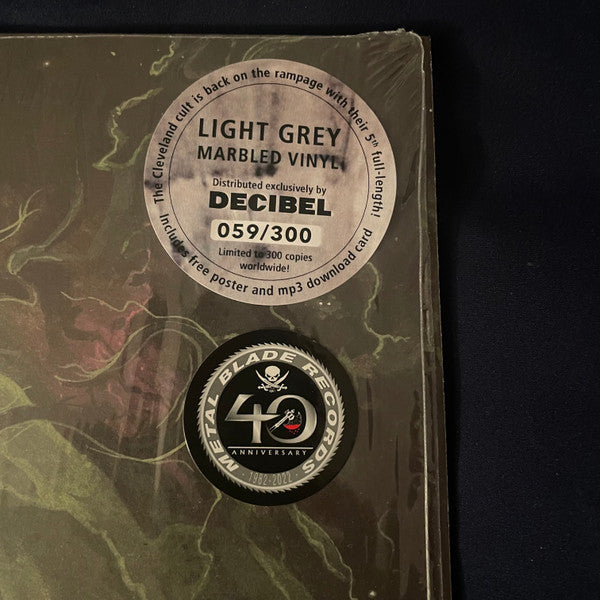 The Cleveland cult is back on the rampage with their 5th full-length!
LIGHT GREY
MARBLED VINYL
Distributed exclusively by
DECIBEL
059/300
Limited to 300 copies
worldwide!
Includes free poster and mp3 download card
METAL BLADE RECORDS
40
ANNIVERSARY
· 1982-2022 ·